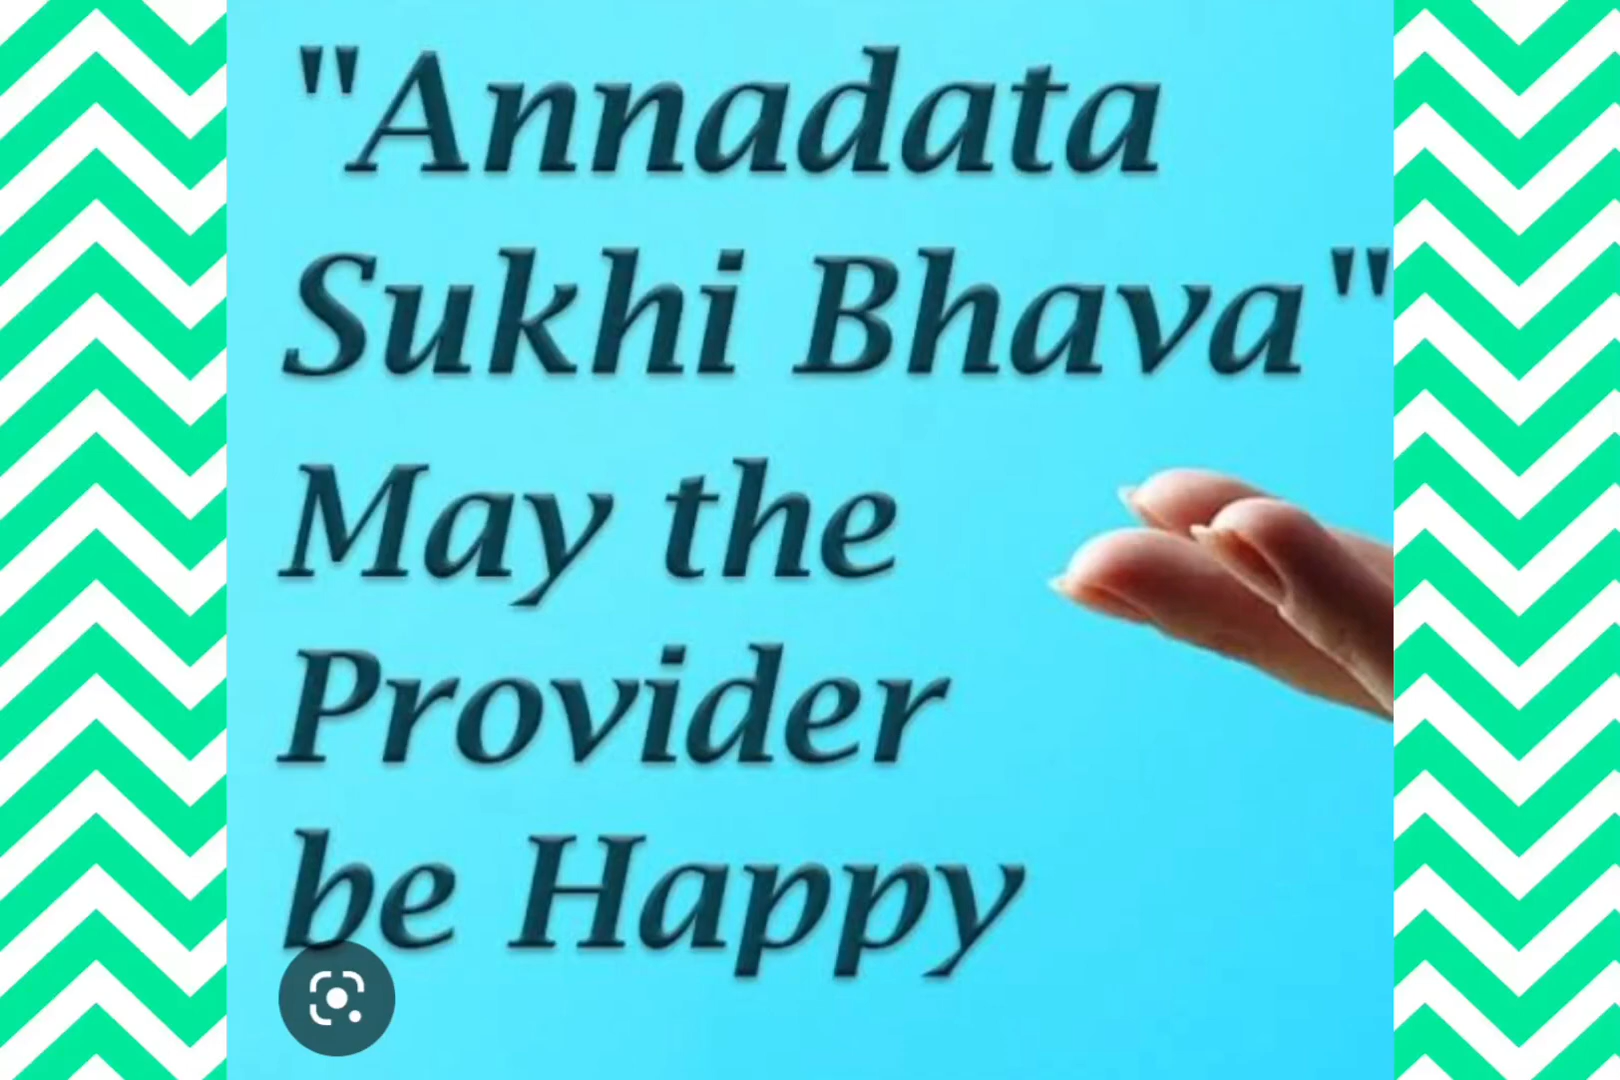 "Annadata
Sukhi Bhava"
May the
Provider
be Happy